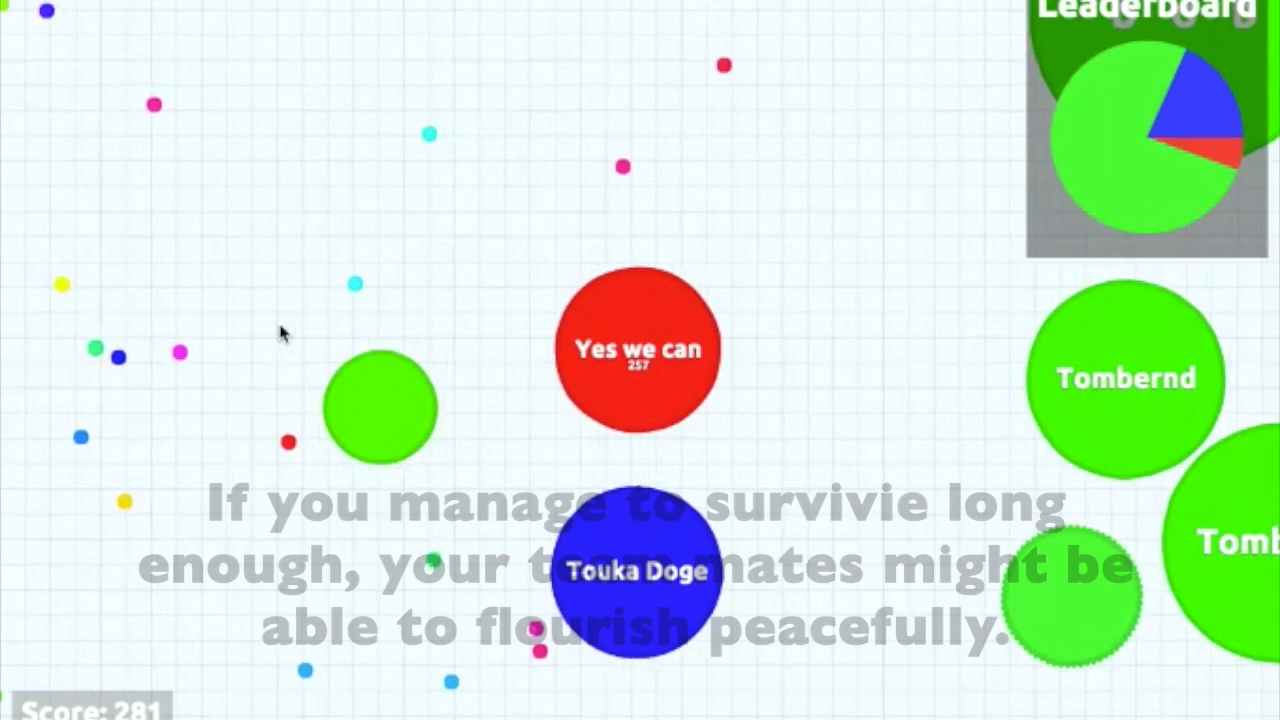 Leaderboard
Yes we can
257
Tombernd
If you manage to survivie long
enough, your team mates might be
able to flourish peacefully.
Touka Doge
Tomb
Score: 281